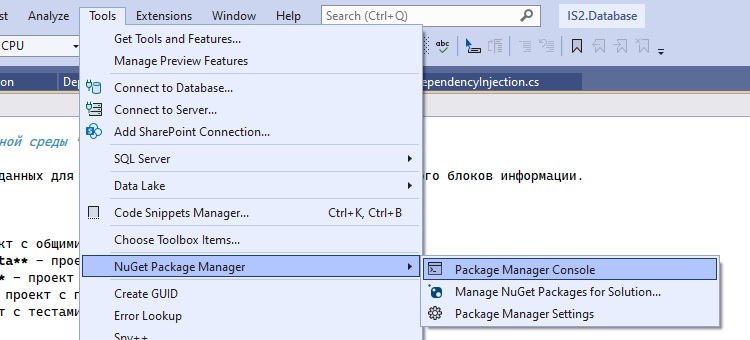 st Analyze Tools Extensions Window Help Search (Ctrl+Q) IS2.Database
CPU
Get Tools and Features...
Manage Preview Features
ion Dep ependencyInjection.cs
Connect to Database...
Connect to Server...
Add SharePoint Connection...
ной среды
SQL Server
данных для го блоков информации.
Data Lake
Code Snippets Manager... Ctrl+K, Ctrl+B
Choose Toolbox Items...
кт с общими
ta** – прое
NuGet Package Manager
Package Manager Console
* – проект
Create GUID
Manage NuGet Packages for Solution...
проект с п
Error Lookup
Package Manager Settings
т с тестами
Spy++